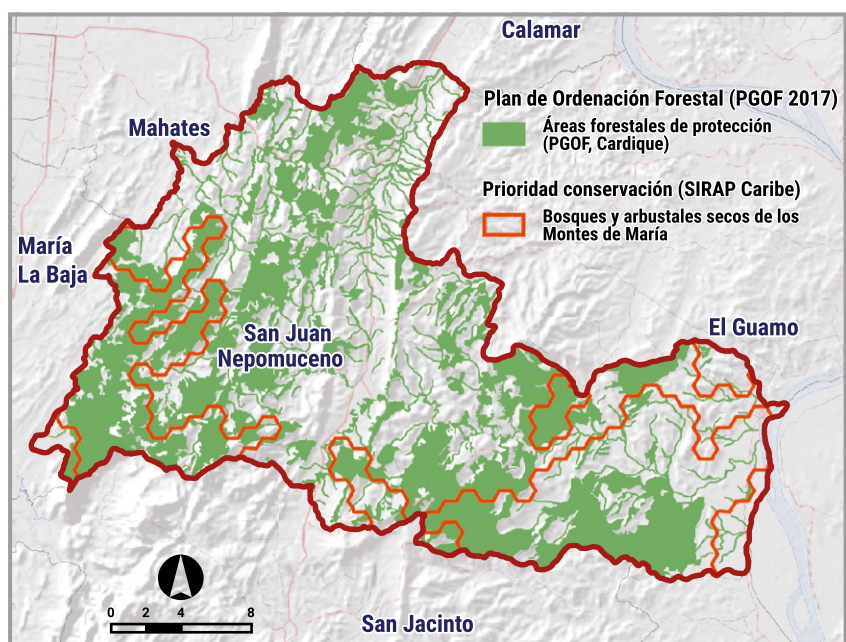 Calamar
Plan de Ordenación Forestal (PGOF 2017)
Áreas forestales de protección
(PGOF, Cardique)
Mahates
Prioridad conservación (SIRAP Caribe)
Bosques y arbustales secos de los
Montes de María
María
La Baja
El Guamo
San Juan
Nepomuceno
0 2 4 8
San Jacinto